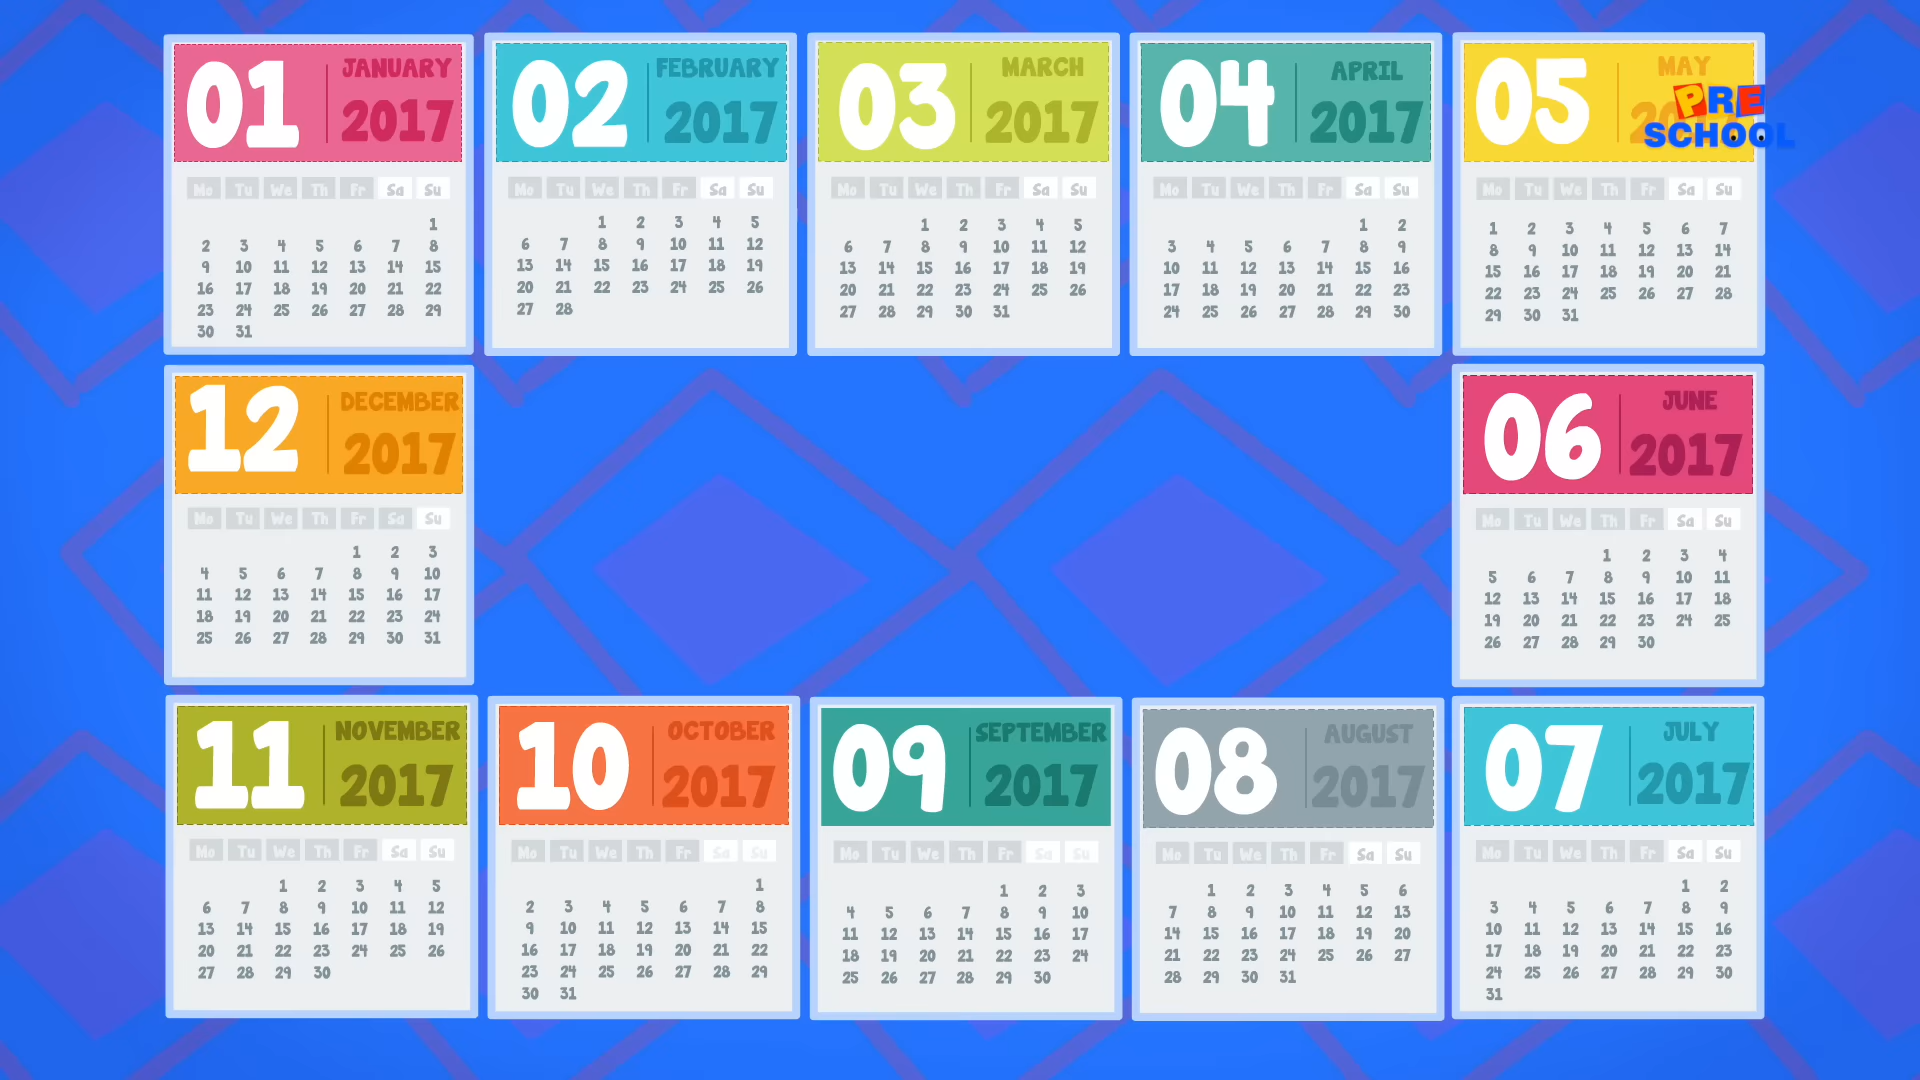 01 JANUARY
2017
Mo Tu We Th Fr Sa Su
1
2 3 4 5 6 7 8
9 10 11 12 13 14 15
16 17 18 19 20 21 22
23 24 25 26 27 28 29
30 31
02 FEBRUARY
2017
Mo Tu We Th Fr Sa Su
1 2 3 4 5
6 7 8 9 10 11 12
13 14 15 16 17 18 19
20 21 22 23 24 25 26
27 28
03 MARCH
2017
Mo Tu We Th Fr Sa Su
1 2 3 4 5
6 7 8 9 10 11 12
13 14 15 16 17 18 19
20 21 22 23 24 25 26
27 28 29 30 31
04 APRIL
2017
Mo Tu We Th Fr Sa Su
1 2
3 4 5 6 7 8 9
10 11 12 13 14 15 16
17 18 19 20 21 22 23
24 25 26 27 28 29 30
05 MAY
2017
PRE
SCHOOL
Mo Tu We Th Fr Sa Su
1 2 3 4 5 6 7
8 9 10 11 12 13 14
15 16 17 18 19 20 21
22 23 24 25 26 27 28
29 30 31
12 DECEMBER
2017
Mo Tu We Th Fr Sa Su
1 2 3
4 5 6 7 8 9 10
11 12 13 14 15 16 17
18 19 20 21 22 23 24
25 26 27 28 29 30 31
06 JUNE
2017
Mo Tu We Th Fr Sa Su
1 2 3 4
5 6 7 8 9 10 11
12 13 14 15 16 17 18
19 20 21 22 23 24 25
26 27 28 29 30
11 NOVEMBER
2017
Mo Tu We Th Fr Sa Su
1 2 3 4 5
6 7 8 9 10 11 12
13 14 15 16 17 18 19
20 21 22 23 24 25 26
27 28 29 30
10 OCTOBER
2017
Mo Tu We Th Fr Sa Su
1
2 3 4 5 6 7 8
9 10 11 12 13 14 15
16 17 18 19 20 21 22
23 24 25 26 27 28 29
30 31
09 SEPTEMBER
2017
Mo Tu We Th Fr Sa Su
1 2 3
4 5 6 7 8 9 10
11 12 13 14 15 16 17
18 19 20 21 22 23 24
25 26 27 28 29 30
08 AUGUST
2017
Mo Tu We Th Fr Sa Su
1 2 3 4 5 6
7 8 9 10 11 12 13
14 15 16 17 18 19 20
21 22 23 24 25 26 27
28 29 30 31
07 JULY
2017
Mo Tu We Th Fr Sa Su
1 2
3 4 5 6 7 8 9
10 11 12 13 14 15 16
17 18 19 20 21 22 23
24 25 26 27 28 29 30
31